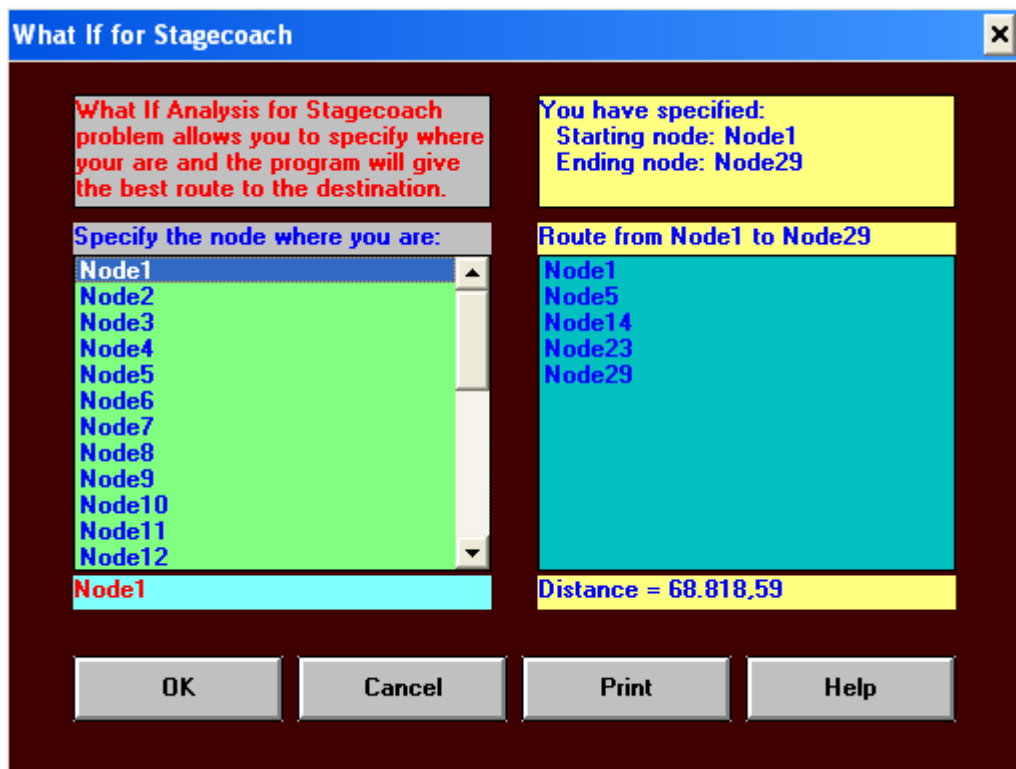 What If for Stagecoach
What If Analysis for Stagecoach
problem allows you to specify where
your are and the program will give
the best route to the destination.
You have specified:
Starting node: Node1
Ending node: Node29
Specify the node where you are:
Node1
Node2
Node3
Node4
Node5
Node6
Node7
Node8
Node9
Node10
Node11
Node12
Node1
Route from Node1 to Node29
Node1
Node5
Node14
Node23
Node29
Distance = 68.818,59
OK
Cancel
Print
Help